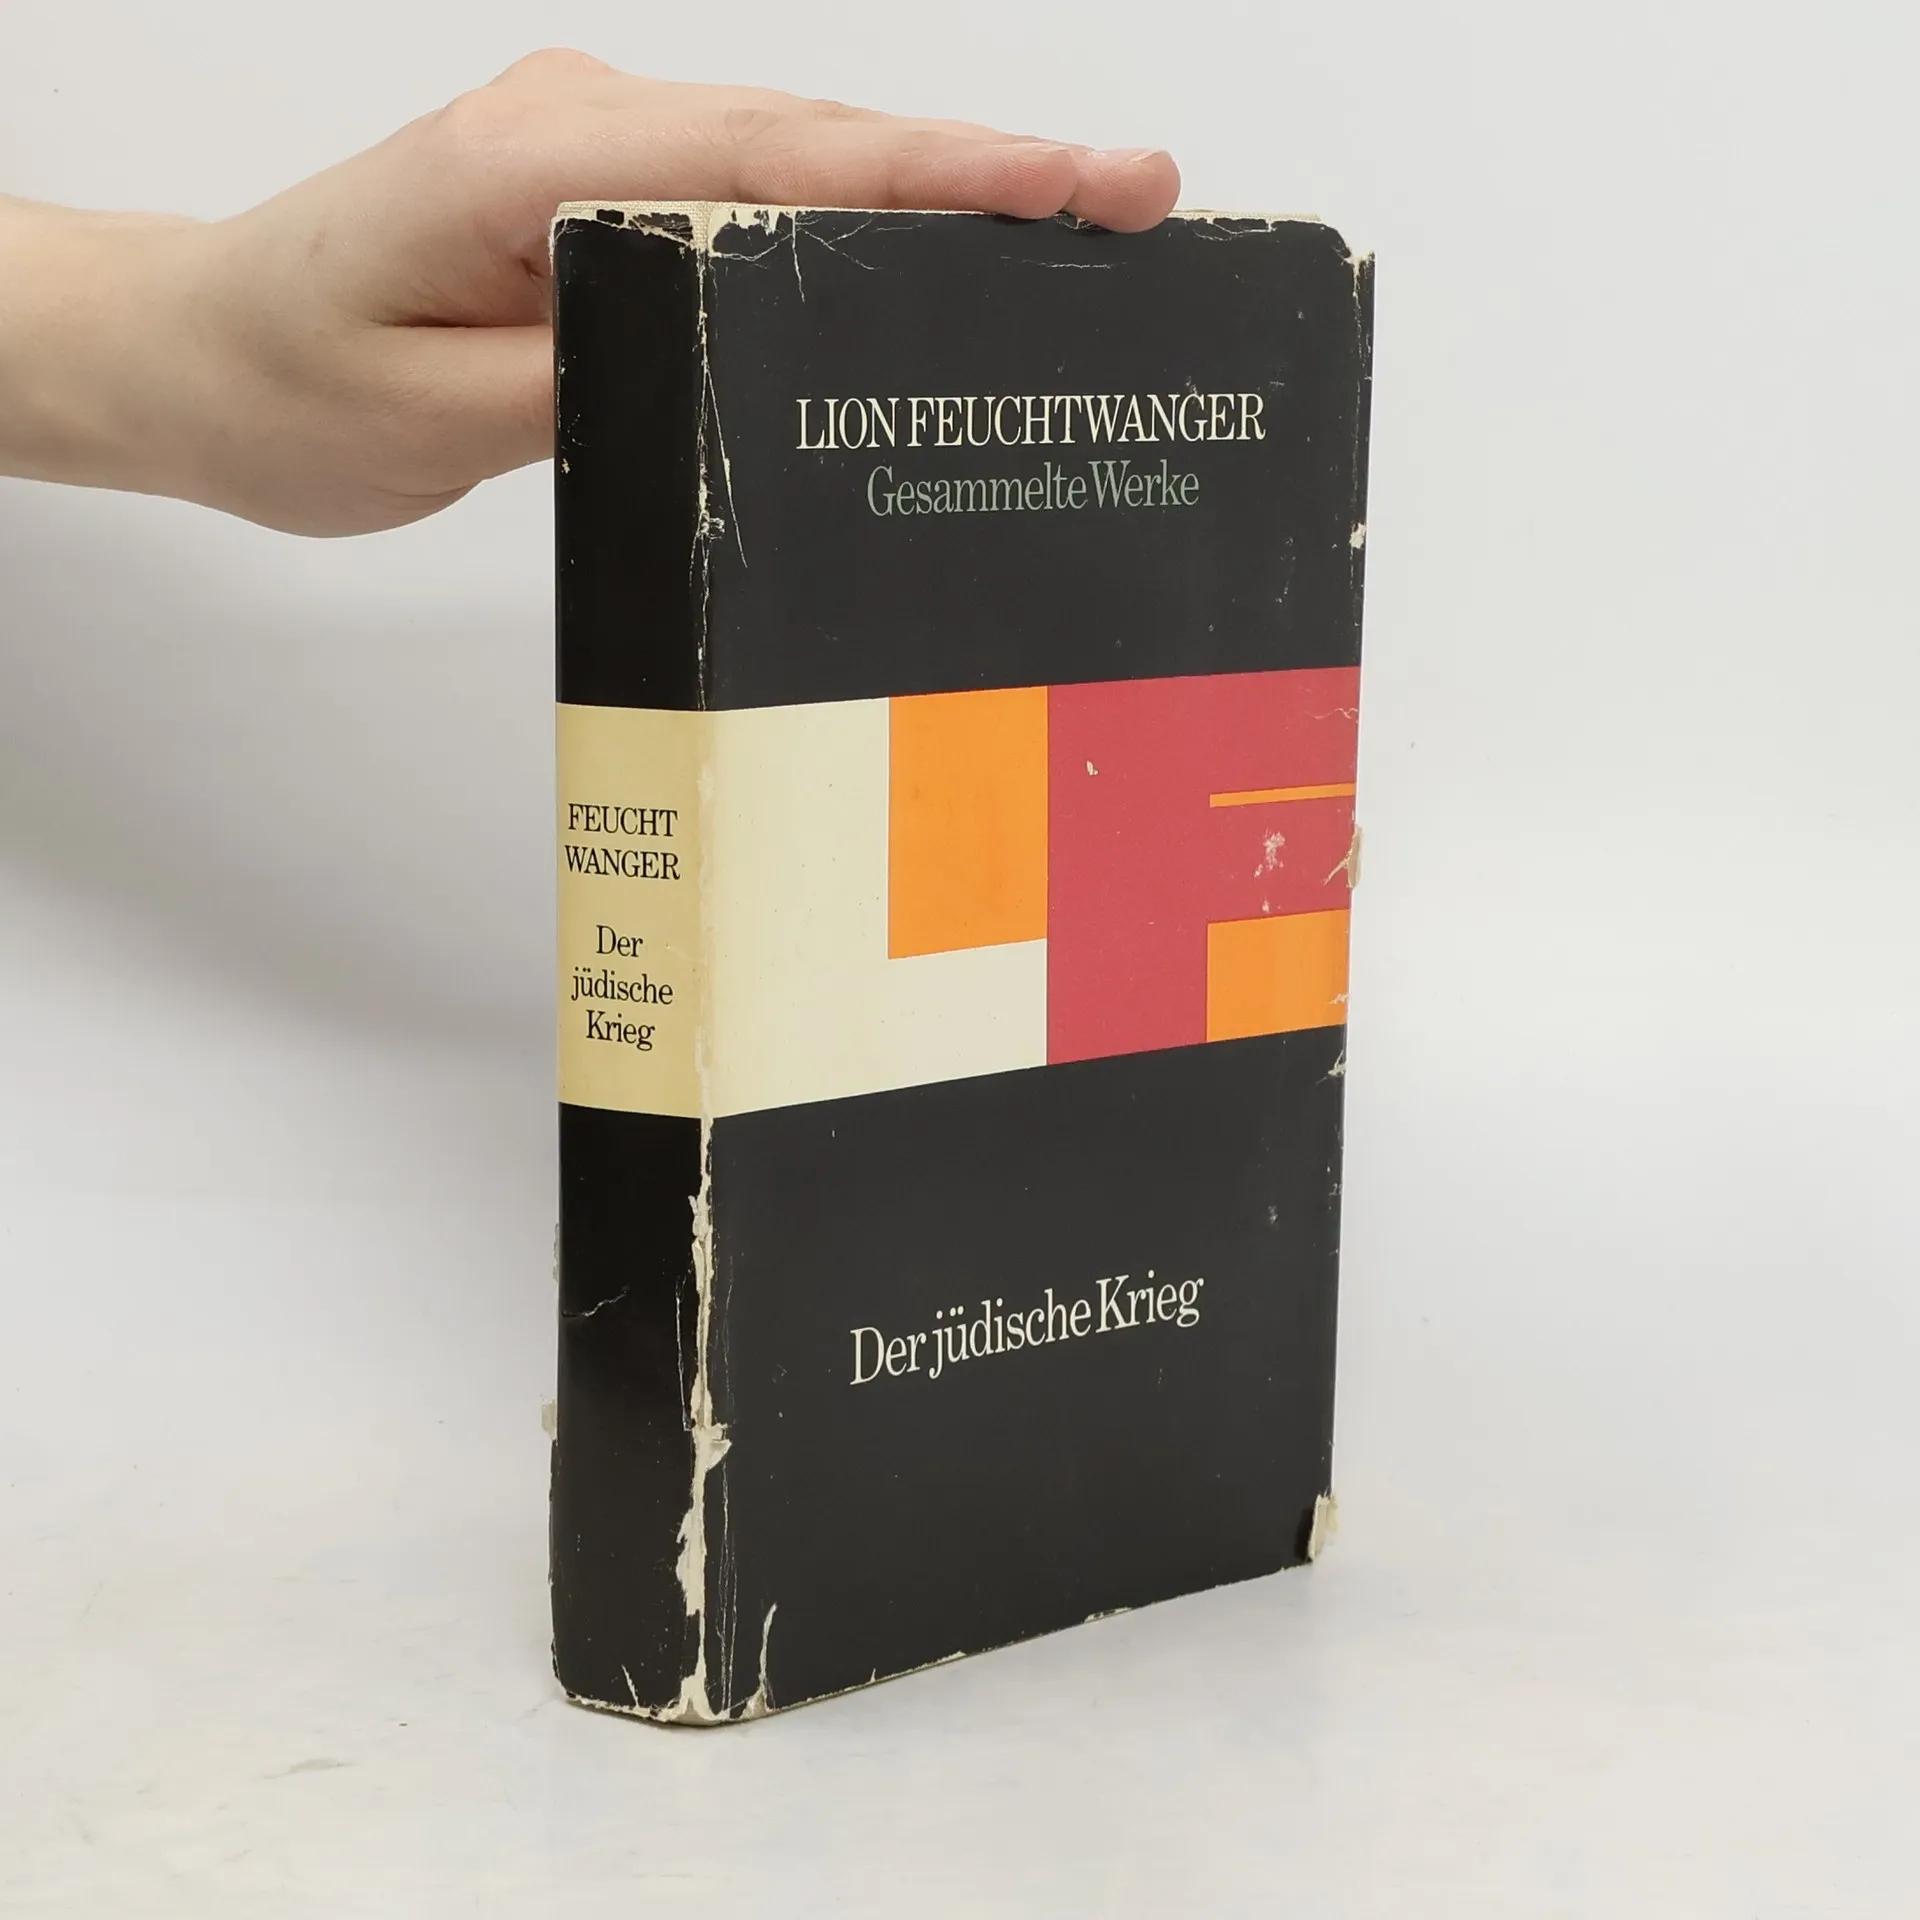 LION FEUCHTWANGER
Gesammelte Werke
FEUCHT
WANGER
Der
jüdische
Krieg
Der jüdische Krieg